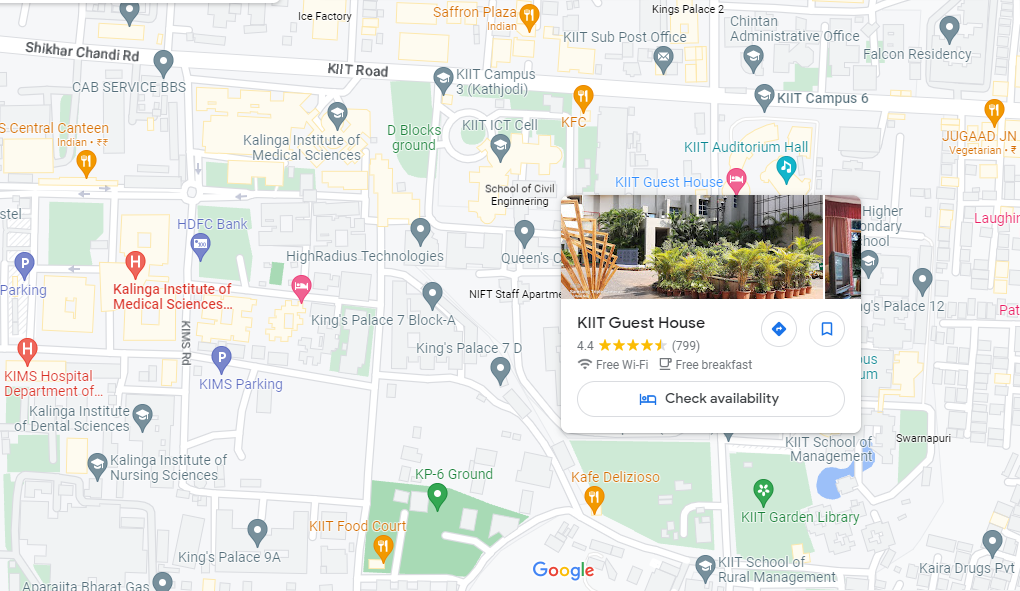 Ice Factory
Saffron Plaza
Indian
Kings Palace 2
KIIT Sub Post Office
Chintan
Administrative Office
Falcon Residency
Shikhar Chandi Rd
KIIT Road
CAB SERVICE BBS
KIIT Campus
3 (Kathjodi)
KIIT Campus 6
KFC
S Central Canteen
Indian • ₹₹
Kalinga Institute of
Medical Sciences
D Blocks
ground
KIIT ICT Cell
JUGAAD JN
Vegetarian • ₹
KIIT Auditorium Hall
School of Civil
Enginnering
KIIT Guest House
stel
HDFC Bank
Higher
ondary
hool
Laughin
HighRadius Technologies
Queen's C
P
Parking
H
Kalinga Institute of
Medical Sciences...
NIFT Staff Apartme
King's Palace 7 Block-A
ng's Palace 12
Pat
KIIT Guest House
4.4
(799)
Free Wi-Fi
Free breakfast
Check availability
KIMS Rd
King's Palace 7 D
H
KIMS Hospital
Department of...
P
KIMS Parking
pus
um
Kalinga Institute
of Dental Sciences
KIIT School of
Management
Swarnapuri
Kalinga Institute of
Nursing Sciences
KP-6 Ground
Kafe Delizioso
KIIT Garden Library
KIIT Food Court
King's Palace 9A
Google
KIIT School of
Rural Management
Kaira Drugs Pvt
Aparajita Bharat Gas